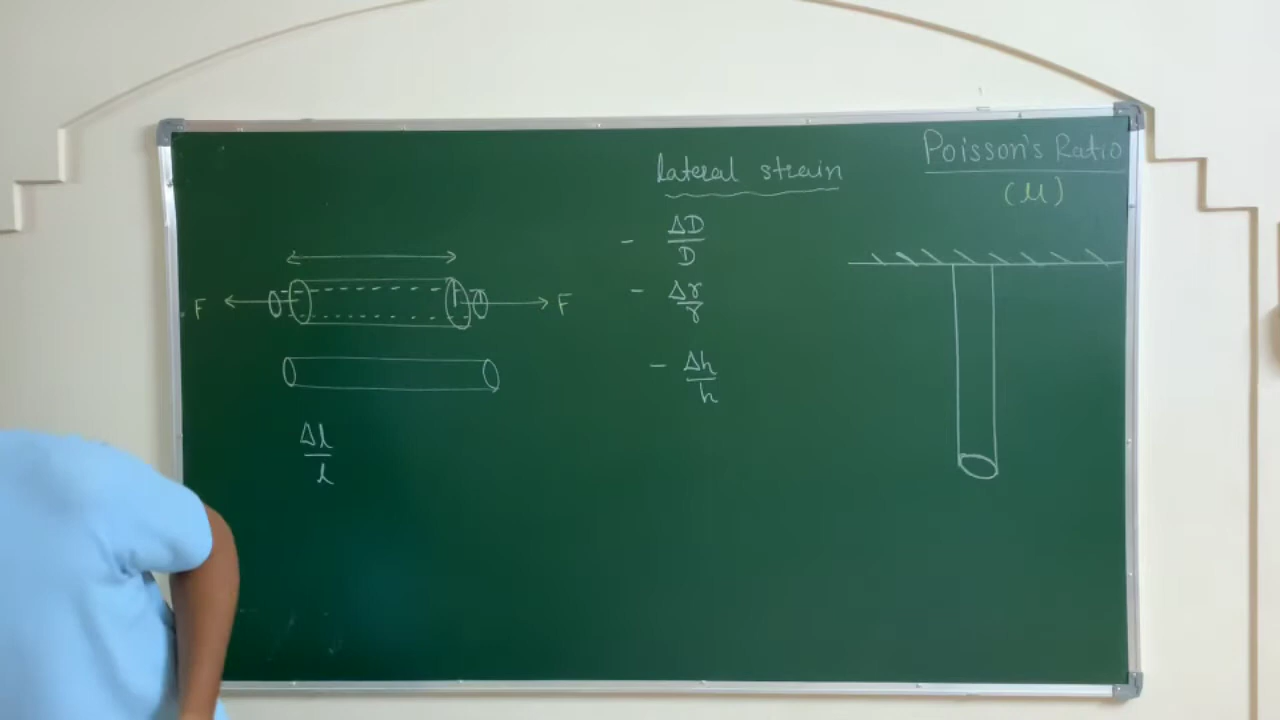 Poisson's Ratio
(μ)
lateral strain
- ΔD/D
- Δr/r
- Δh/h
F
F
Δl/l